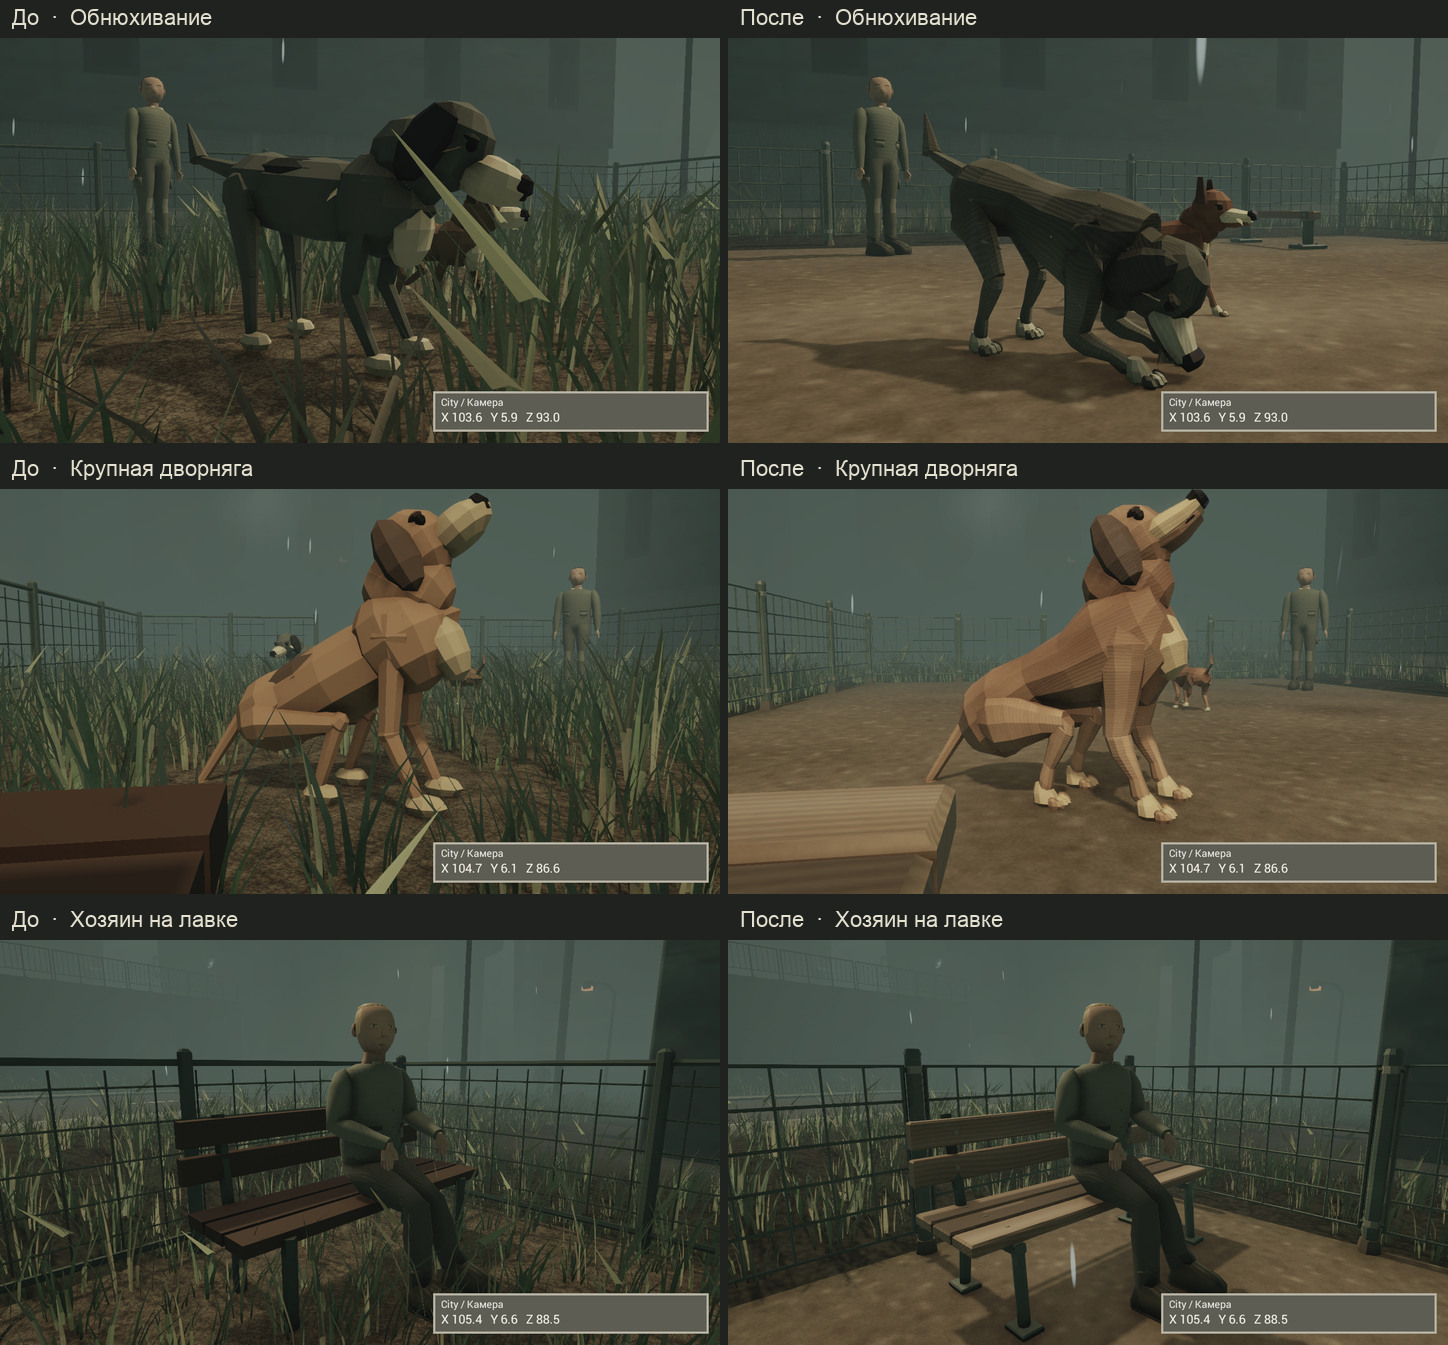 До · Обнюхивание
После · Обнюхивание
City / Камера
X 103.6 Y 5.9 Z 93.0
City / Камера
X 103.6 Y 5.9 Z 93.0
До · Крупная дворняга
После · Крупная дворняга
City / Камера
X 104.7 Y 6.1 Z 86.6
City / Камера
X 104.7 Y 6.1 Z 86.6
До · Хозяин на лавке
После · Хозяин на лавке
City / Камера
X 105.4 Y 6.6 Z 88.5
City / Камера
X 105.4 Y 6.6 Z 88.5